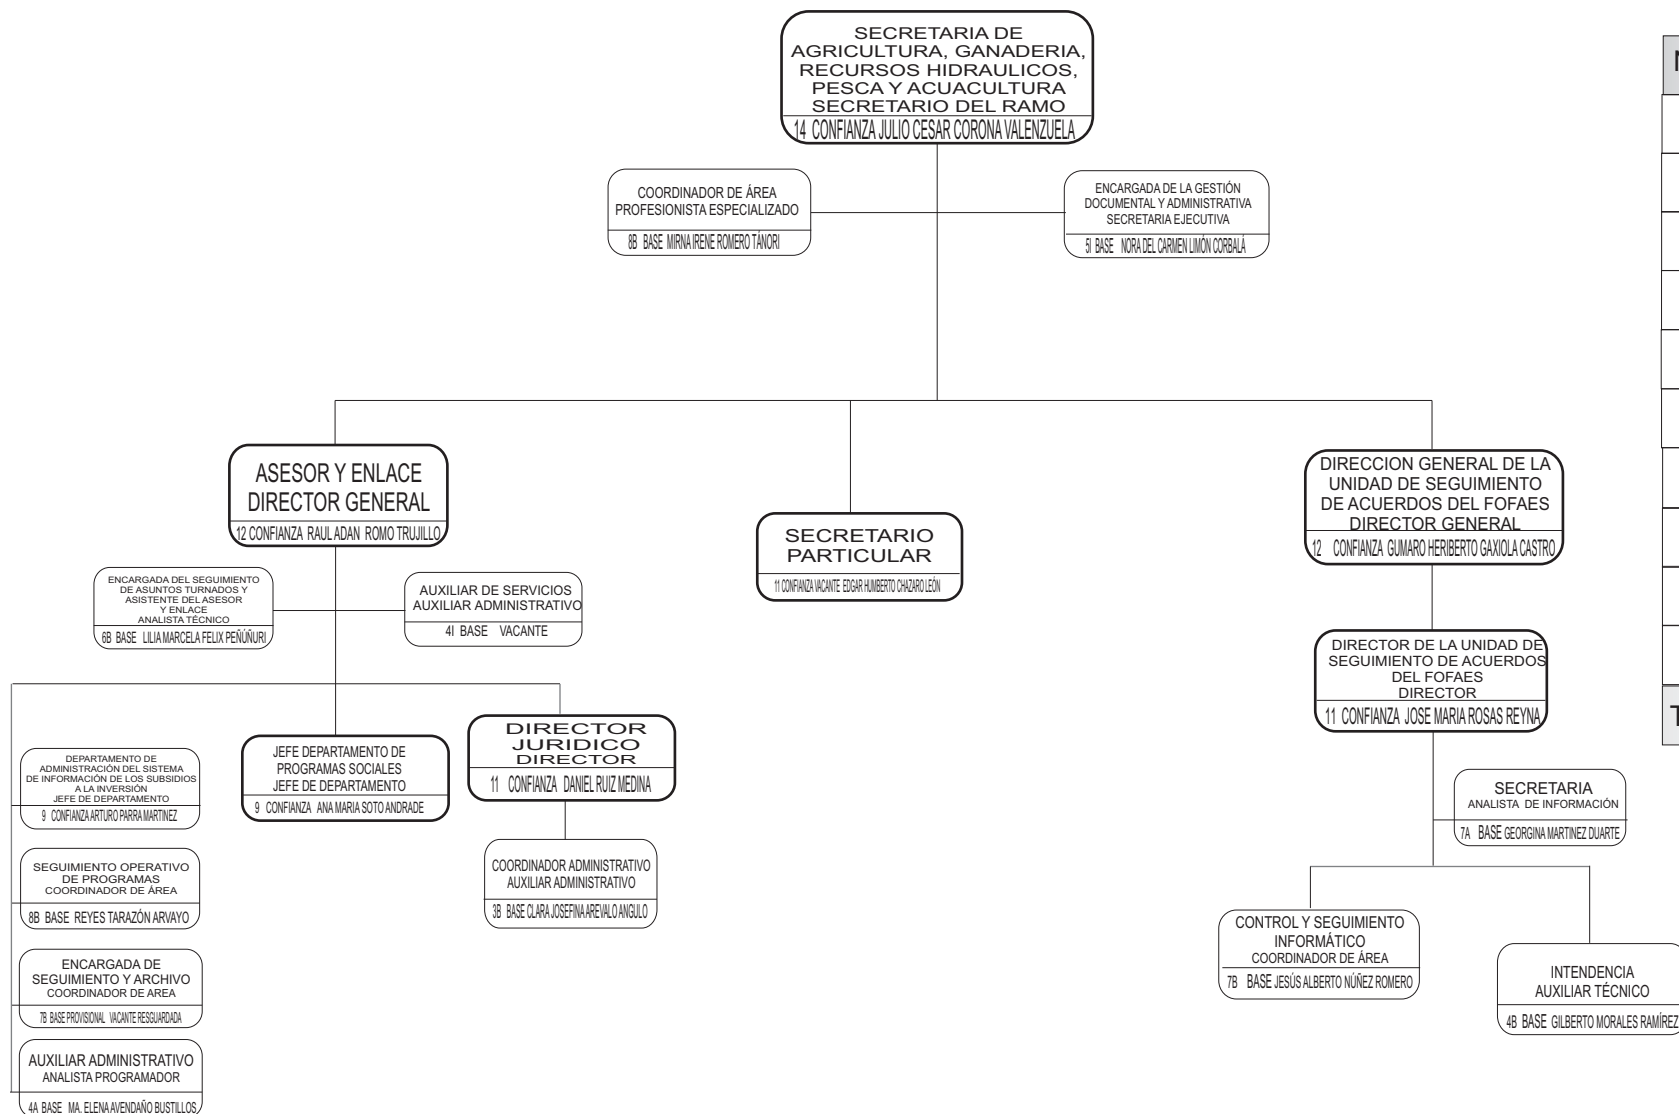 SECRETARIA DE
AGRICULTURA, GANADERIA,
RECURSOS HIDRAULICOS,
PESCA Y ACUACULTURA
SECRETARIO DEL RAMO
14 CONFIANZA JULIO CESAR CORONA VALENZUELA
COORDINADOR DE ÁREA
PROFESIONISTA ESPECIALIZADO
8B BASE MIRNA IRENE ROMERO TÁNORI
ENCARGADA DE LA GESTIÓN
DOCUMENTAL Y ADMINISTRATIVA
SECRETARIA EJECUTIVA
5I BASE NORA DEL CARMEN LIMÓN CORBALÁ
ASESOR Y ENLACE
DIRECTOR GENERAL
12 CONFIANZA RAUL ADAN ROMO TRUJILLO
SECRETARIO
PARTICULAR
11 CONFIANZA VACANTE EDGAR HUMBERTO CHAZARO LEÓN
DIRECCION GENERAL DE LA
UNIDAD DE SEGUIMIENTO
DE ACUERDOS DEL FOFAES
DIRECTOR GENERAL
12 CONFIANZA GUMARO HERIBERTO GAXIOLA CASTRO
ENCARGADA DEL SEGUIMIENTO
DE ASUNTOS TURNADOS Y
ASISTENTE DEL ASESOR
Y ENLACE
ANALISTA TÉCNICO
6B BASE LILIA MARCELA FELIX PEÑÚÑURI
AUXILIAR DE SERVICIOS
AUXILIAR ADMINISTRATIVO
4I BASE VACANTE
DIRECTOR DE LA UNIDAD DE
SEGUIMIENTO DE ACUERDOS
DEL FOFAES
DIRECTOR
11 CONFIANZA JOSE MARIA ROSAS REYNA
DEPARTAMENTO DE
ADMINISTRACIÓN DEL SISTEMA
DE INFORMACIÓN DE LOS SUBSIDIOS
A LA INVERSIÓN
JEFE DE DEPARTAMENTO
9 CONFIANZA ARTURO PARRA MARTINEZ
JEFE DEPARTAMENTO DE
PROGRAMAS SOCIALES
JEFE DE DEPARTAMENTO
9 CONFIANZA ANA MARIA SOTO ANDRADE
DIRECTOR
JURIDICO
DIRECTOR
11 CONFIANZA DANIEL RUIZ MEDINA
SECRETARIA
ANALISTA DE INFORMACIÓN
7A BASE GEORGINA MARTINEZ DUARTE
SEGUIMIENTO OPERATIVO
DE PROGRAMAS
COORDINADOR DE ÁREA
8B BASE REYES TARAZÓN ARVAYO
COORDINADOR ADMINISTRATIVO
AUXILIAR ADMINISTRATIVO
3B BASE CLARA JOSEFINA AREVALO ANGULO
CONTROL Y SEGUIMIENTO
INFORMÁTICO
COORDINADOR DE ÁREA
7B BASE JESÚS ALBERTO NÚÑEZ ROMERO
INTENDENCIA
AUXILIAR TÉCNICO
4B BASE GILBERTO MORALES RAMÍREZ
ENCARGADA DE
SEGUIMIENTO Y ARCHIVO
COORDINADOR DE AREA
7B BASE PROVISIONAL VACANTE RESGUARDADA
AUXILIAR ADMINISTRATIVO
ANALISTA PROGRAMADOR
4A BASE MA. ELENA AVENDAÑO BUSTILLOS